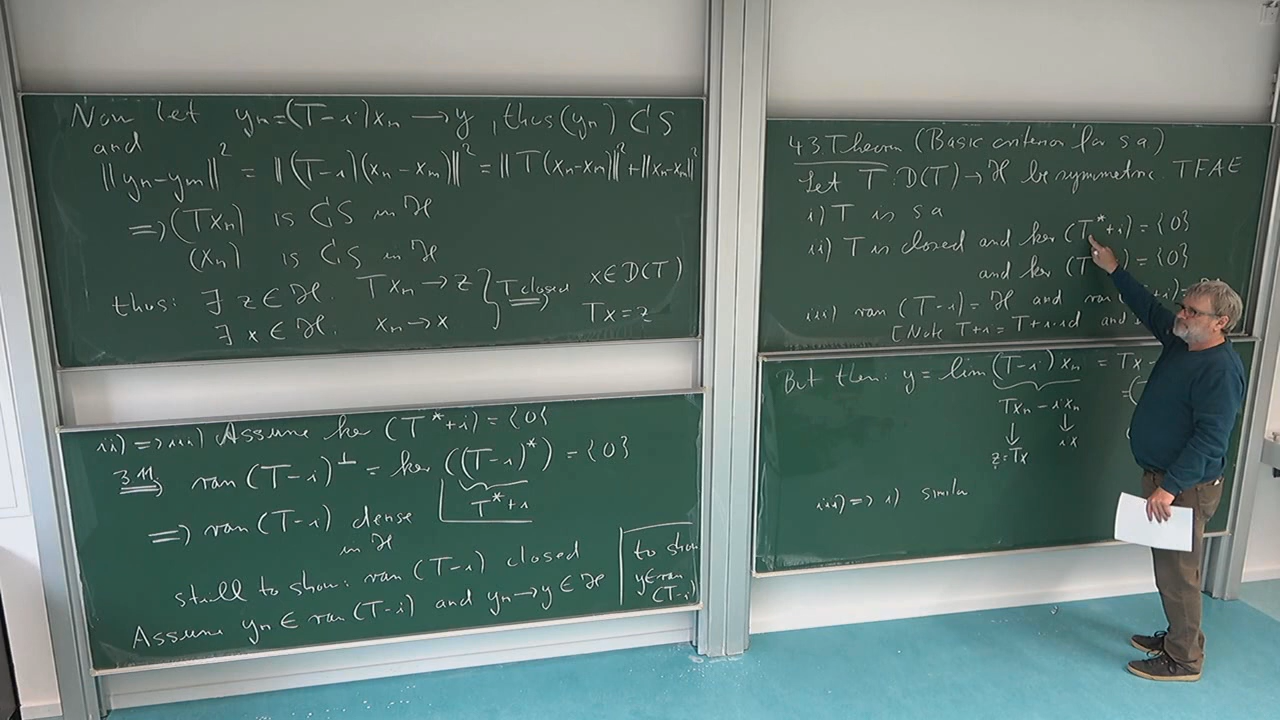 Now let yₙ=(T-i)xₙ → y, thus (yₙ) CS
and
‖yₙ-yₘ‖² = ‖(T-i)(xₙ-xₘ)‖² = ‖T(xₙ-xₘ)‖² + ‖xₙ-xₘ‖²
=> (Txₙ) is CS in ℋ
(xₙ) is CS in ℋ
thus: ∃ z ∈ ℋ: Txₙ → z } T closed x ∈ D(T)
∃ x ∈ ℋ: xₙ → x Tx = z
ii) => iii) Assume ker (T*+i) = {0}
3.11: ran (T-i)^⊥ = ker ((T-i)*) = {0}
T*+i
=> ran (T-i) dense
in ℋ
still to show: ran (T-i) closed
Assume yₙ ∈ ran (T-i) and yₙ → y ∈ ℋ
to show
y ∈ ran
(T-i)
4.3. Theorem (Basic criterion for s a)
Let T: D(T) → ℋ be symmetric. TFAE
i) T is s a
ii) T is closed and ker (T*+i) = {0}
and ker (T ) = {0}
iii) ran (T-i) = ℋ and ran +i) =
[Note T+i = T+i·id and
But then: y = lim (T-i) xₙ = Tx -
Txₙ - ixₙ
↓ ↓
z = Tx ix
iii) => i) similar